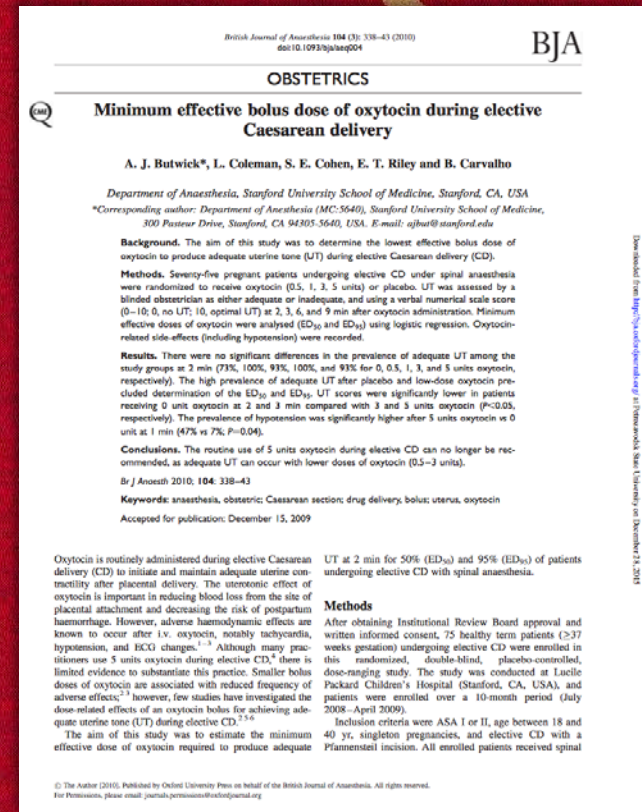 British Journal of Anaesthesia 104 (3): 338–43 (2010)
doi:10.1093/bja/aeq004
BJA
OBSTETRICS
CME
Minimum effective bolus dose of oxytocin during elective
Caesarean delivery
A. J. Butwick*, L. Coleman, S. E. Cohen, E. T. Riley and B. Carvalho
Department of Anaesthesia, Stanford University School of Medicine, Stanford, CA, USA
*Corresponding author: Department of Anesthesia (MC:5640), Stanford University School of Medicine,
300 Pasteur Drive, Stanford, CA 94305-5640, USA. E-mail: ajbut@stanford.edu
Background. The aim of this study was to determine the lowest effective bolus dose of
oxytocin to produce adequate uterine tone (UT) during elective Caesarean delivery (CD).
Methods. Seventy-five pregnant patients undergoing elective CD under spinal anaesthesia
were randomized to receive oxytocin (0.5, 1, 3, 5 units) or placebo. UT was assessed by a
blinded obstetrician as either adequate or inadequate, and using a verbal numerical scale score
(0–10; 0, no UT; 10, optimal UT) at 2, 3, 6, and 9 min after oxytocin administration. Minimum
effective doses of oxytocin were analysed (ED50 and ED95) using logistic regression. Oxytocin-
related side-effects (including hypotension) were recorded.
Results. There were no significant differences in the prevalence of adequate UT among the
study groups at 2 min (73%, 100%, 93%, 100%, and 93% for 0, 0.5, 1, 3, and 5 units oxytocin,
respectively). The high prevalence of adequate UT after placebo and low-dose oxytocin pre-
cluded determination of the ED50 and ED95. UT scores were significantly lower in patients
receiving 0 unit oxytocin at 2 and 3 min compared with 3 and 5 units oxytocin (P<0.05,
respectively). The prevalence of hypotension was significantly higher after 5 units oxytocin vs 0
unit at 1 min (47% vs 7%; P=0.04).
Conclusions. The routine use of 5 units oxytocin during elective CD can no longer be rec-
ommended, as adequate UT can occur with lower doses of oxytocin (0.5–3 units).
Br J Anaesth 2010; 104: 338–43
Keywords: anaesthesia, obstetric; Caesarean section; drug delivery, bolus; uterus, oxytocin
Accepted for publication: December 15, 2009
Oxytocin is routinely administered during elective Caesarean
delivery (CD) to initiate and maintain adequate uterine con-
tractility after placental delivery. The uterotonic effect of
oxytocin is important in reducing blood loss from the site of
placental attachment and decreasing the risk of postpartum
haemorrhage. However, adverse haemodynamic effects are
known to occur after i.v. oxytocin, notably tachycardia,
hypotension, and ECG changes.1–3 Although many prac-
titioners use 5 units oxytocin during elective CD,4 there is
limited evidence to substantiate this practice. Smaller bolus
doses of oxytocin are associated with reduced frequency of
adverse effects;2 3 however, few studies have investigated the
dose-related effects of an oxytocin bolus for achieving ade-
quate uterine tone (UT) during elective CD.2 5 6
The aim of this study was to estimate the minimum
effective dose of oxytocin required to produce adequate
UT at 2 min for 50% (ED50) and 95% (ED95) of patients
undergoing elective CD with spinal anaesthesia.
Methods
After obtaining Institutional Review Board approval and
written informed consent, 75 healthy term patients (≥37
weeks gestation) undergoing elective CD were enrolled in
this randomized, double-blind, placebo-controlled,
dose-ranging study. The study was conducted at Lucile
Packard Children's Hospital (Stanford, CA, USA), and
patients were enrolled over a 10-month period (July
2008–April 2009).
Inclusion criteria were ASA I or II, age between 18 and
40 yr, singleton pregnancies, and elective CD with a
Pfannensteil incision. All enrolled patients received spinal
© The Author [2010]. Published by Oxford University Press on behalf of the British Journal of Anaesthesia. All rights reserved.
For Permissions, please email: journals.permissions@oxfordjournal.org
Downloaded from http://bja.oxfordjournals.org/ at Petrozavodsk State University on December 28, 2015